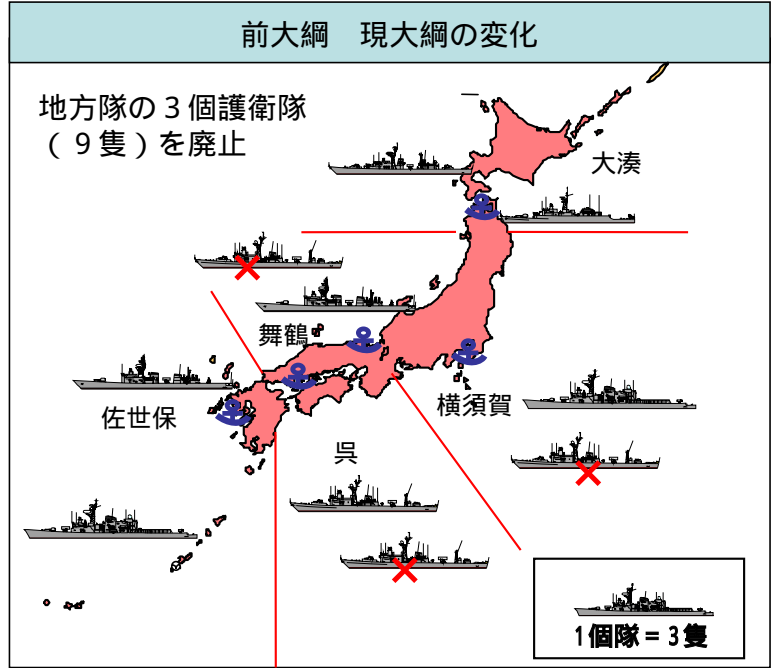 前大綱　現大綱の変化
地方隊の３個護衛隊
（９隻）を廃止
大湊
舞鶴
佐世保
横須賀
呉
1個隊＝3隻